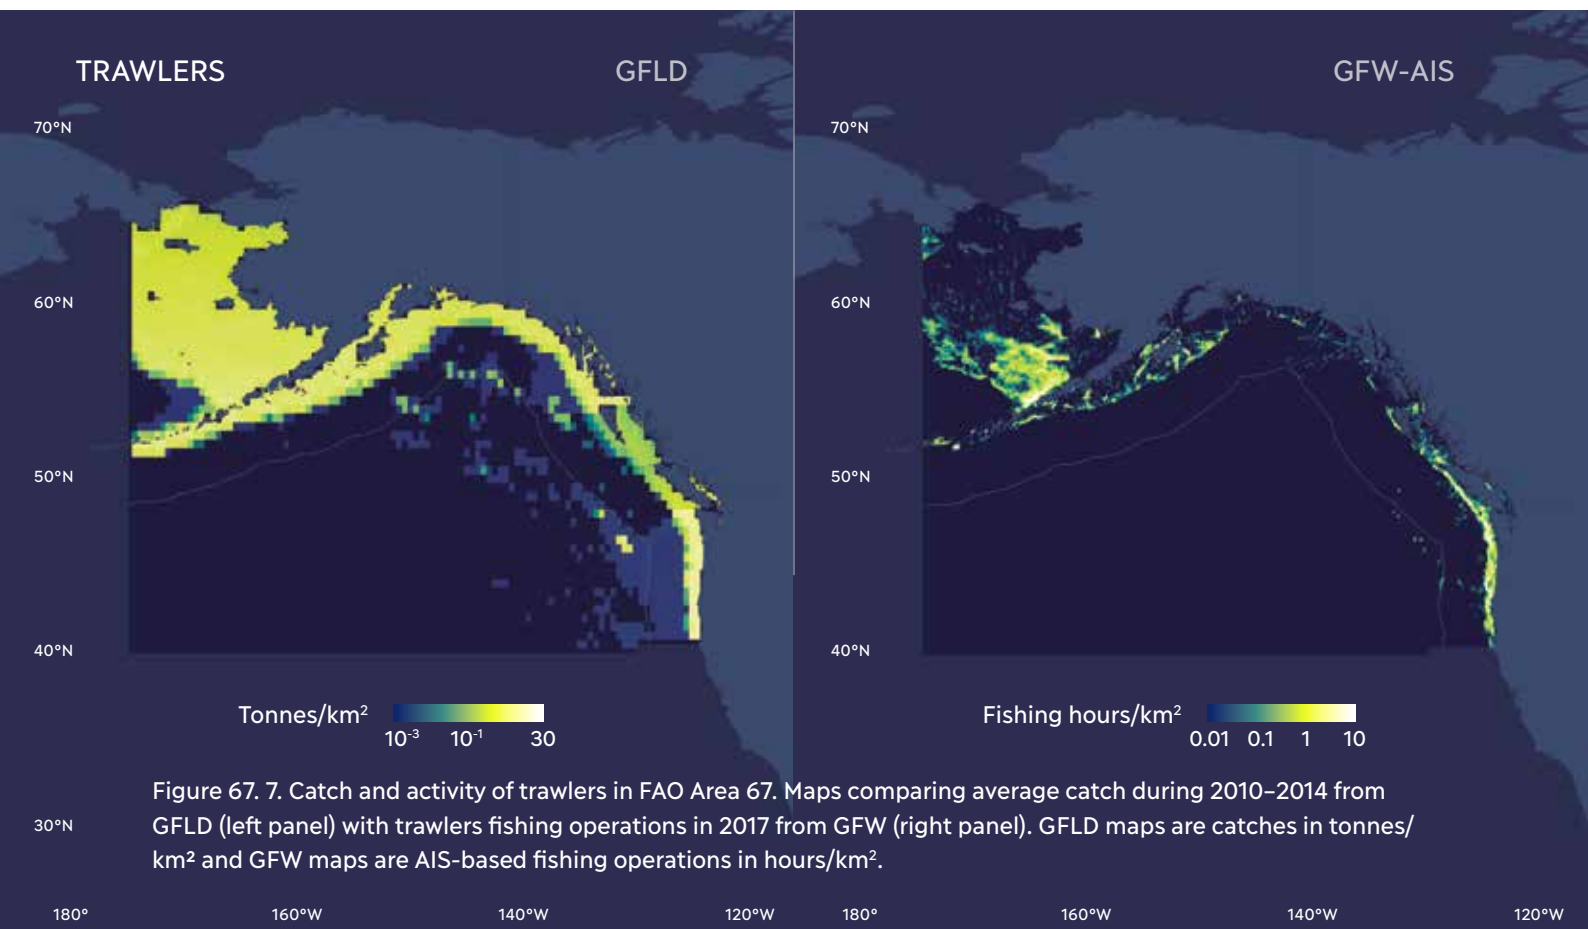 TRAWLERS
GFLD
GFW-AIS
70°N
70°N
60°N
60°N
50°N
50°N
40°N
40°N
Tonnes/km²
10⁻³ 10⁻¹ 30
Fishing hours/km²
0.01 0.1 1 10
Figure 67. 7. Catch and activity of trawlers in FAO Area 67. Maps comparing average catch during 2010–2014 from
GFLD (left panel) with trawlers fishing operations in 2017 from GFW (right panel). GFLD maps are catches in tonnes/
km² and GFW maps are AIS-based fishing operations in hours/km².
30°N
180° 160°W 140°W 120°W 180° 160°W 140°W 120°W